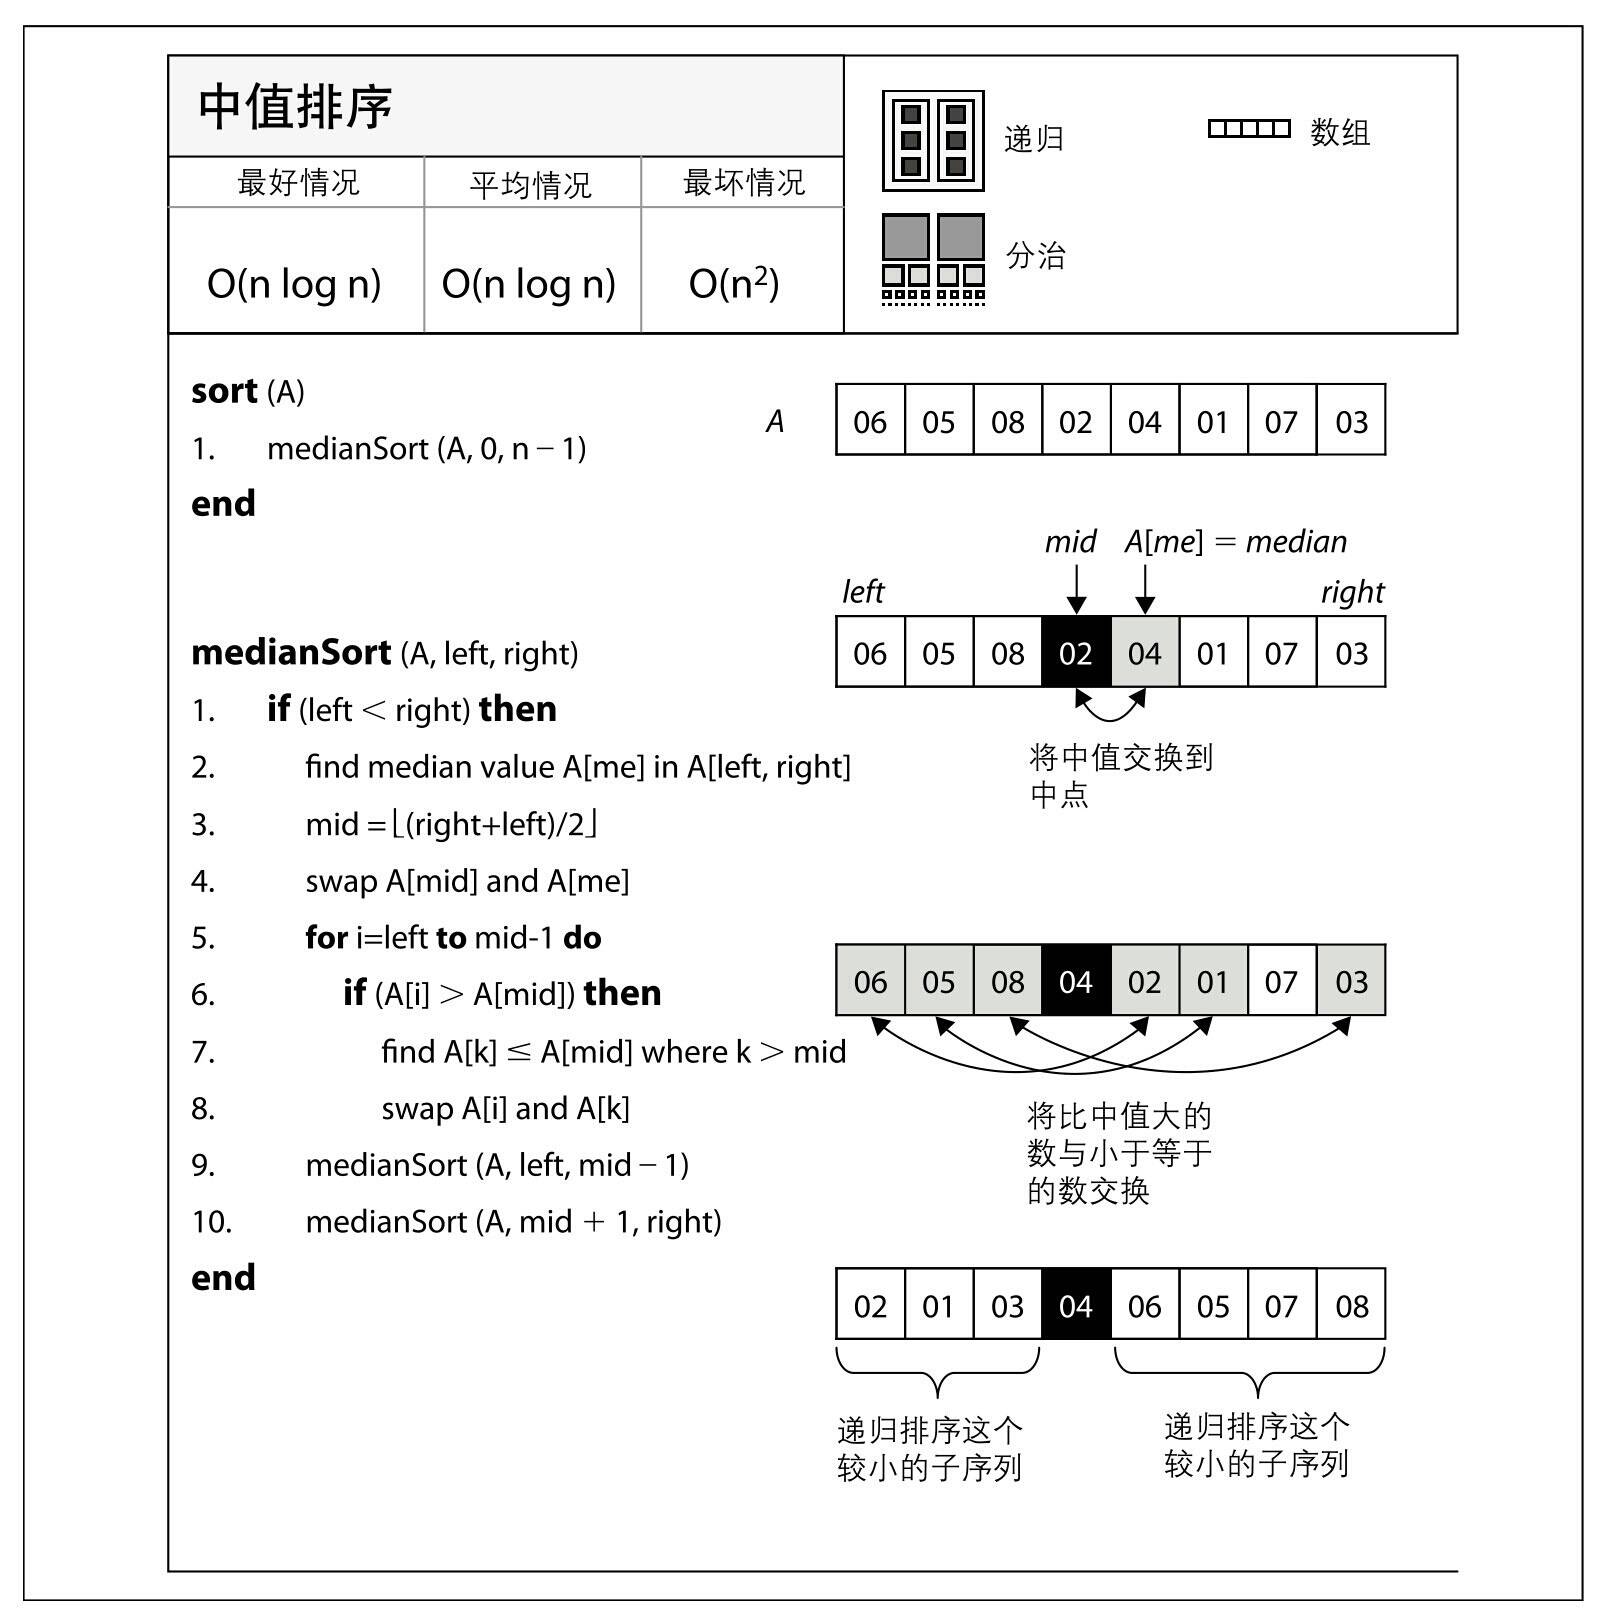 中值排序
最好情况 平均情况 最坏情况
O(n log n) O(n log n) O(n²)
递归 数组
分治
sort (A)
1. medianSort (A, 0, n − 1)
end
A 06 05 08 02 04 01 07 03
mid A[me] = median
left right
06 05 08 02 04 01 07 03
将中值交换到
中点
medianSort (A, left, right)
1. if (left < right) then
2. find median value A[me] in A[left, right]
3. mid = ⌊(right+left)/2⌋
4. swap A[mid] and A[me]
5. for i=left to mid-1 do
6. if (A[i] > A[mid]) then
7. find A[k] ≤ A[mid] where k > mid
8. swap A[i] and A[k]
9. medianSort (A, left, mid − 1)
10. medianSort (A, mid + 1, right)
end
06 05 08 04 02 01 07 03
将比中值大的
数与小于等于
的数交换
02 01 03 04 06 05 07 08
递归排序这个
较小的子序列
递归排序这个
较小的子序列